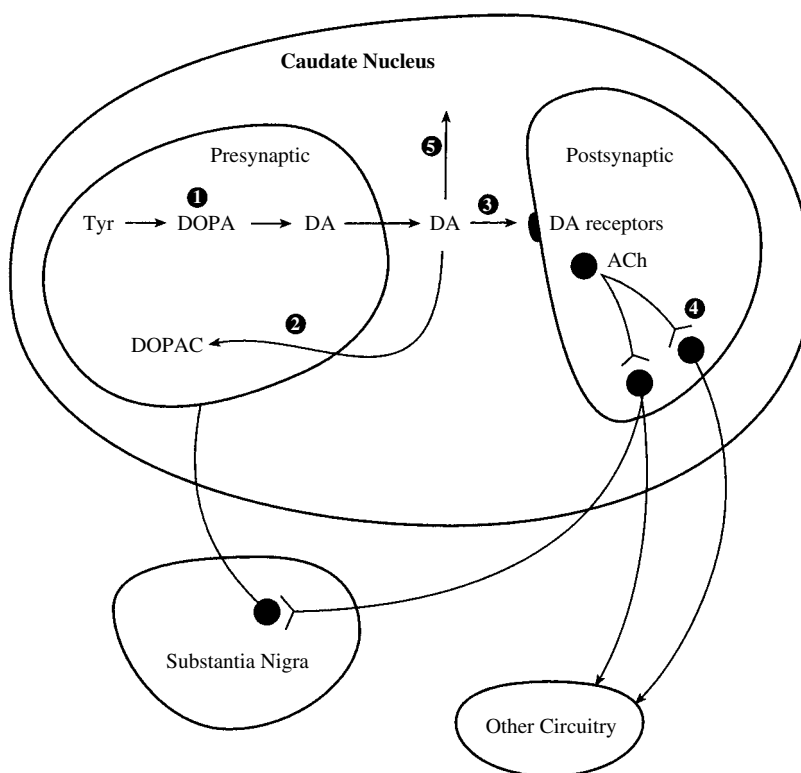 Caudate Nucleus
Presynaptic
5
Postsynaptic
1
3
Tyr DOPA DA DA DA receptors
ACh
2
4
DOPAC
Substantia Nigra
Other Circuitry